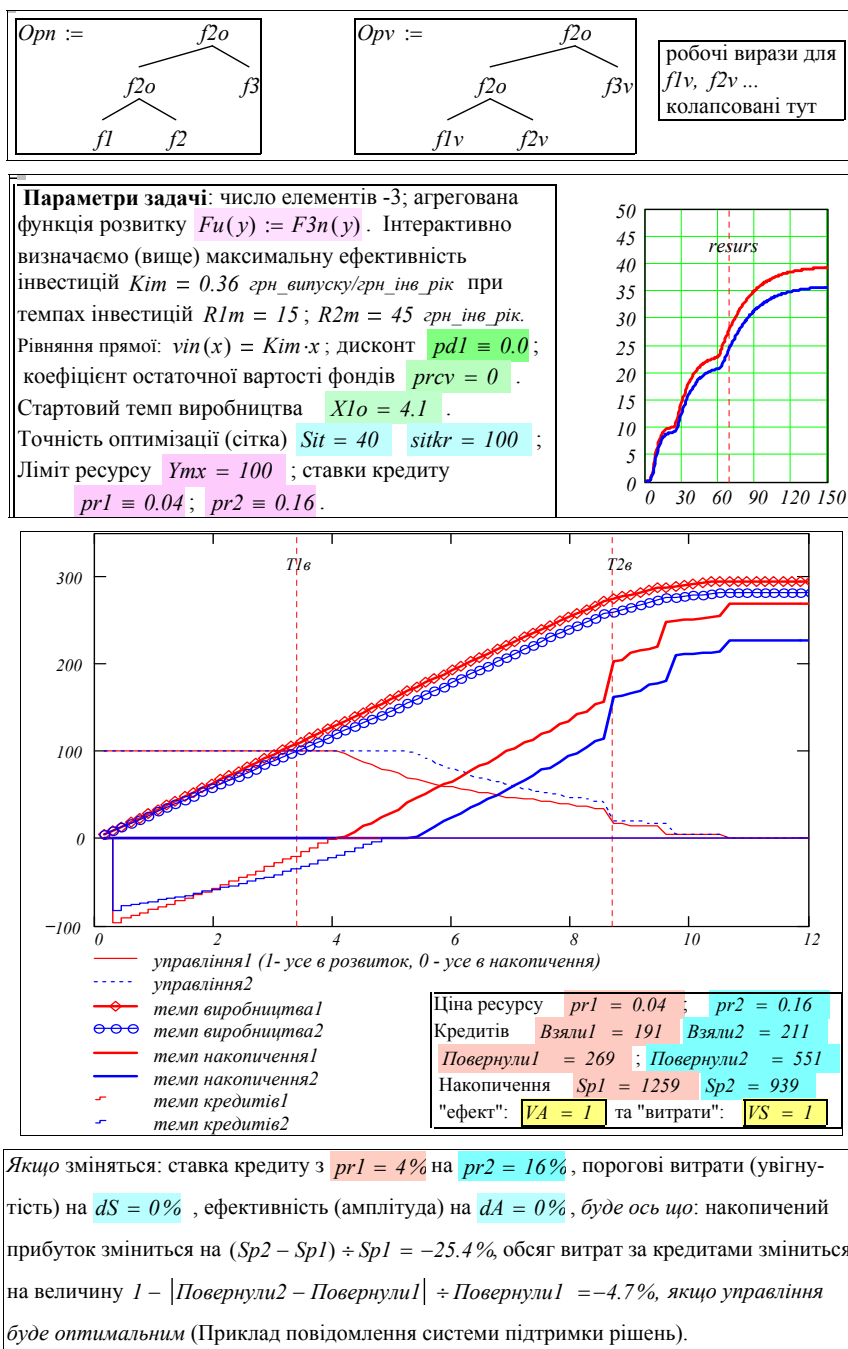 Opn :=
f2o
f2o
f3
f1
f2
Opv :=
f2o
f2o
f3v
f1v
f2v
робочі вирази для
f1v, f2v ...
колапсовані тут
Параметри задачі: число елементів -3; агрегована
функція розвитку Fu(y) := F3n(y) . Інтерактивно
визначаємо (вище) максимальну ефективність
інвестицій Kim = 0.36 грн_випуску/грн_інв_рік при
темпах інвестицій R1m = 15 ; R2m = 45 грн_інв_рік.
Рівняння прямої: vin(x) = Kim·x ; дисконт pd1 ≡ 0.0 ;
коефіцієнт остаточної вартості фондів prcv = 0 .
Стартовий темп виробництва X1o = 4.1 .
Точність оптимізації (сітка) Sit = 40 sitkr = 100 ;
Ліміт ресурсу Ymx = 100 ; ставки кредиту
pr1 ≡ 0.04 ; pr2 ≡ 0.16 .
50
45
40
35
30
25
20
15
10
5
0
resurs
0 30 60 90 120 150
T1в
T2в
300
200
100
0
−100
0 2 4 6 8 10 12
управління1 (1- усе в розвиток, 0 - усе в накопичення)
управління2
темп виробництва1
темп виробництва2
темп накопичення1
темп накопичення2
темп кредитів1
темп кредитів2
Ціна ресурсу pr1 = 0.04 ; pr2 = 0.16
Кредитів Взяли1 = 191 Взяли2 = 211
Повернули1 = 269 ; Повернули2 = 551
Накопичення Sp1 = 1259 Sp2 = 939
"ефект": VA = 1 та "витрати": VS = 1
Якщо зміняться: ставка кредиту з pr1 = 4% на pr2 = 16% , порогові витрати (увігну-
тість) на dS = 0% , ефективність (амплітуда) на dA = 0% , буде ось що: накопичений
прибуток зміниться на (Sp2 − Sp1) ÷ Sp1 = −25.4%, обсяг витрат за кредитами зміниться
на величину 1 − |Повернули2 − Повернули1| ÷ Повернули1 =−4.7%, якщо управління
буде оптимальним (Приклад повідомлення системи підтримки рішень).